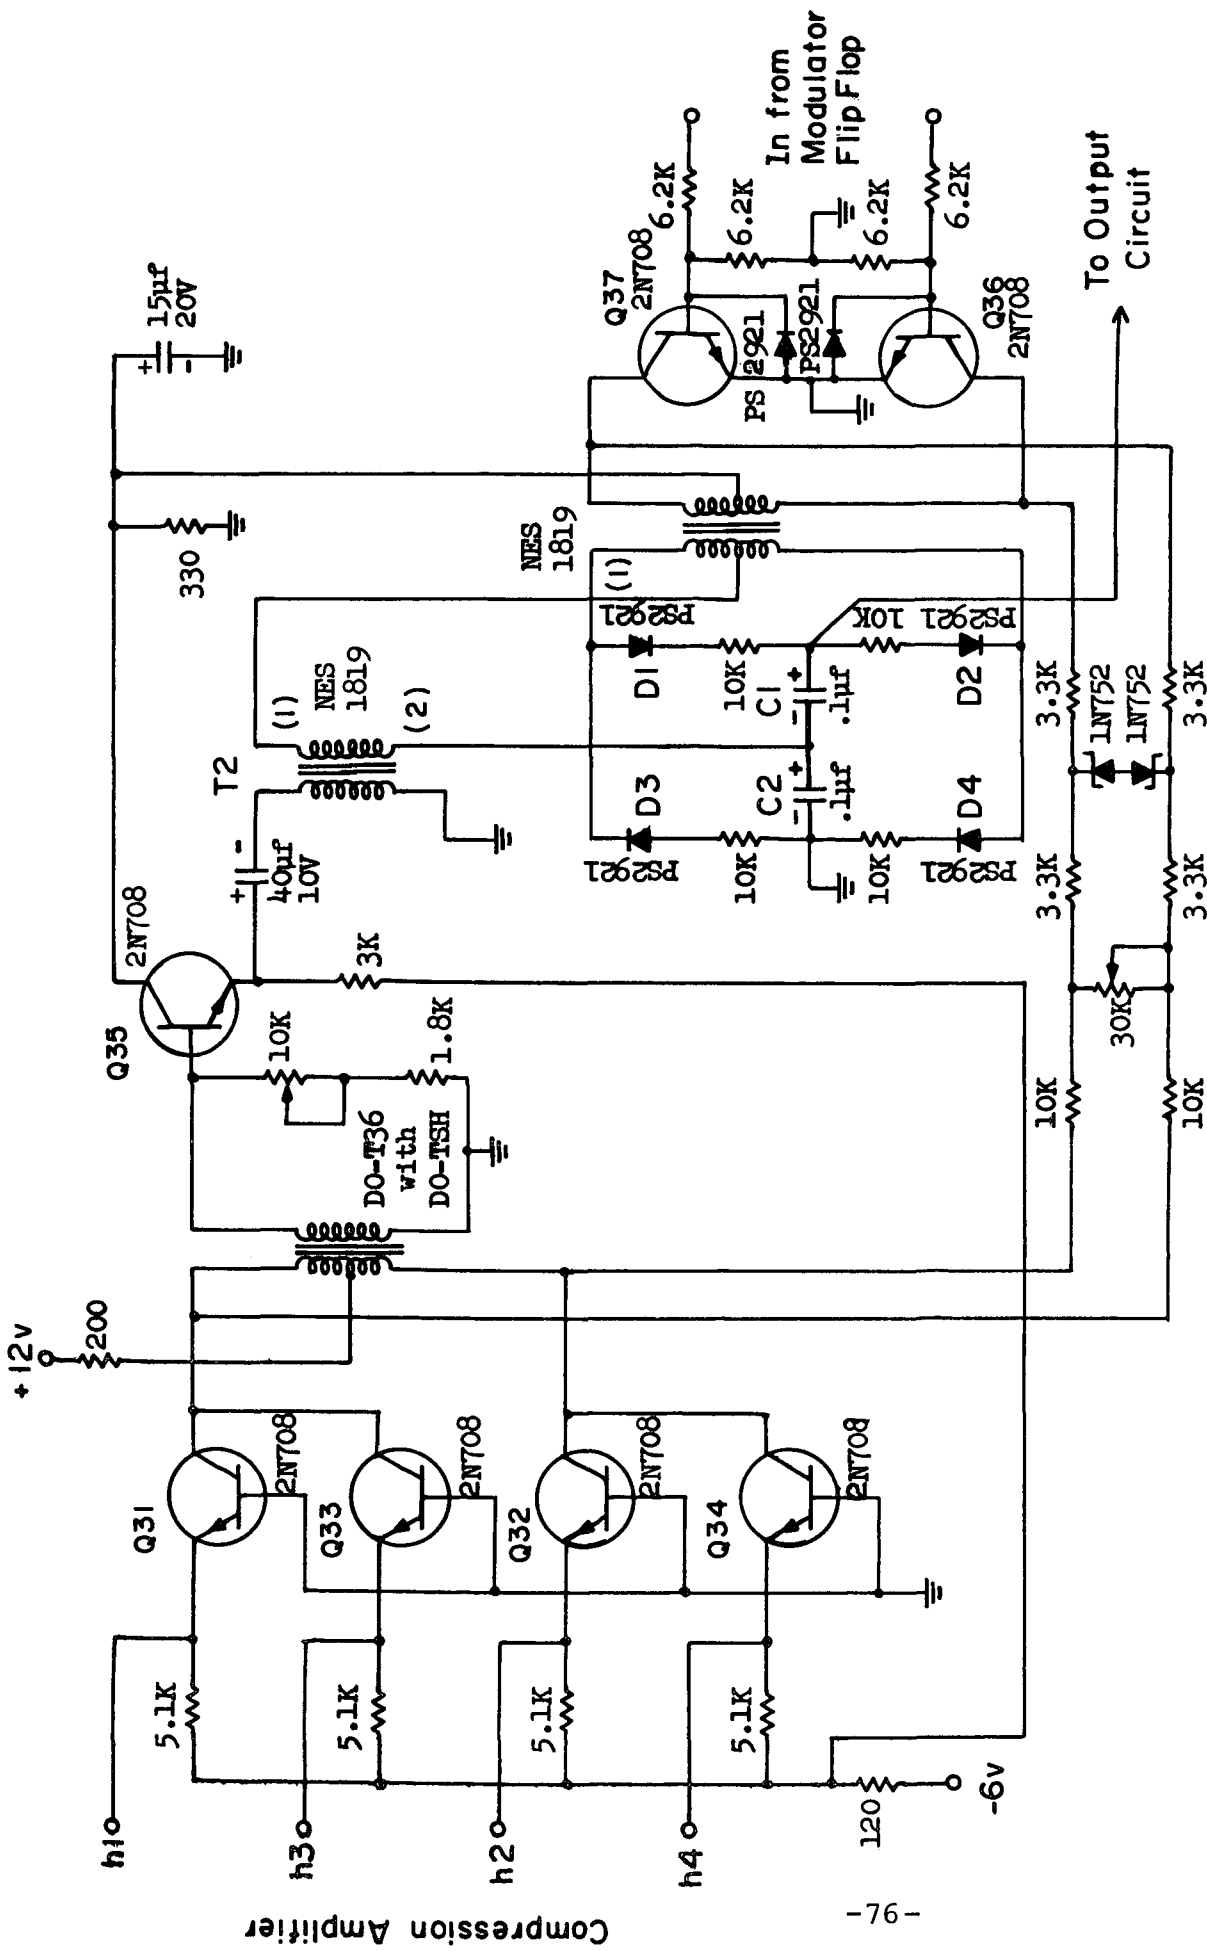 Compression Amplifier
h1
h3
h2
h4
5.1K
5.1K
5.1K
5.1K
120
-6v
Q31
2N708
Q33
2N708
Q32
2N708
Q34
2N708
+12v
200
DO-T36
with
DO-TSH
10K
1.8K
Q35
2N708
3K
+
-
40µf
10V
T2
(1)
NES
1819
(2)
330
+
-
15µf
20V
NES
1819
(1)
PS2921
D1
10K
10K
PS2921
D2
C1
-
+
.1µf
D3
PS2921
10K
C2
-
+
.1µf
10K
D4
PS2921
Q37
2N708
6.2K
6.2K
6.2K
6.2K
PS 2921
PS2921
Q36
2N708
In from
Modulator
Flip Flop
To Output
Circuit
3.3K
1N752
1N752
3.3K
3.3K
3.3K
30K
10K
10K
-76-